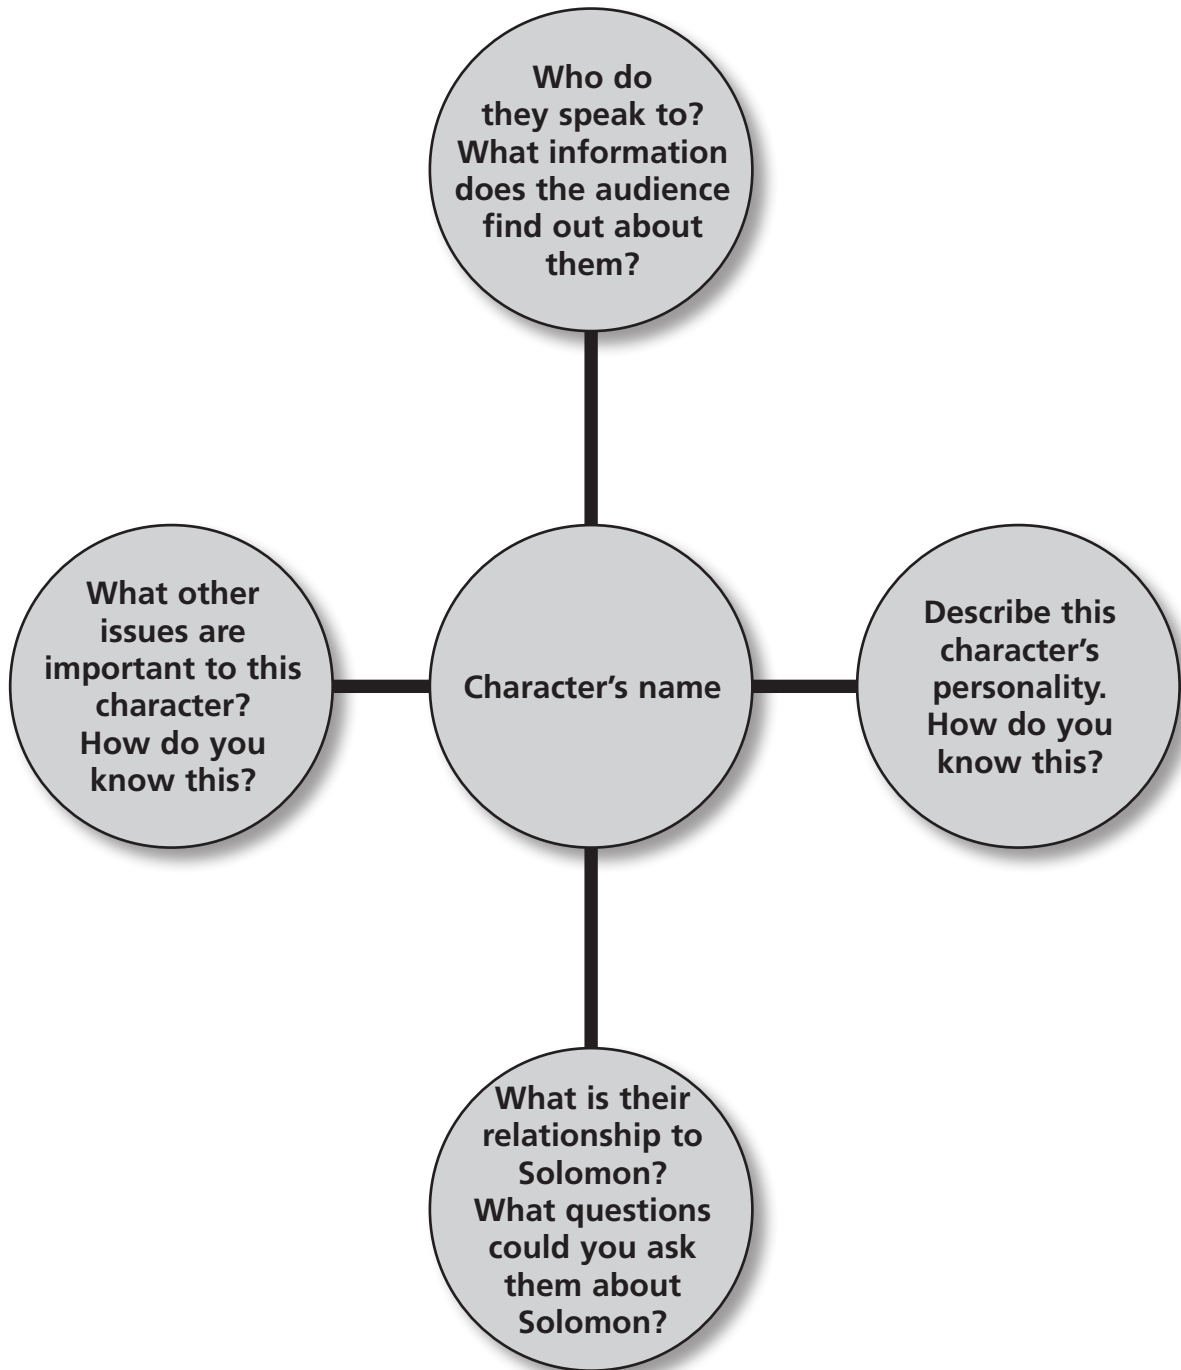 Who do
they speak to?
What information
does the audience
find out about
them?
What other
issues are
important to this
character?
How do you
know this?
Character's name
Describe this
character's
personality.
How do you
know this?
What is their
relationship to
Solomon?
What questions
could you ask
them about
Solomon?